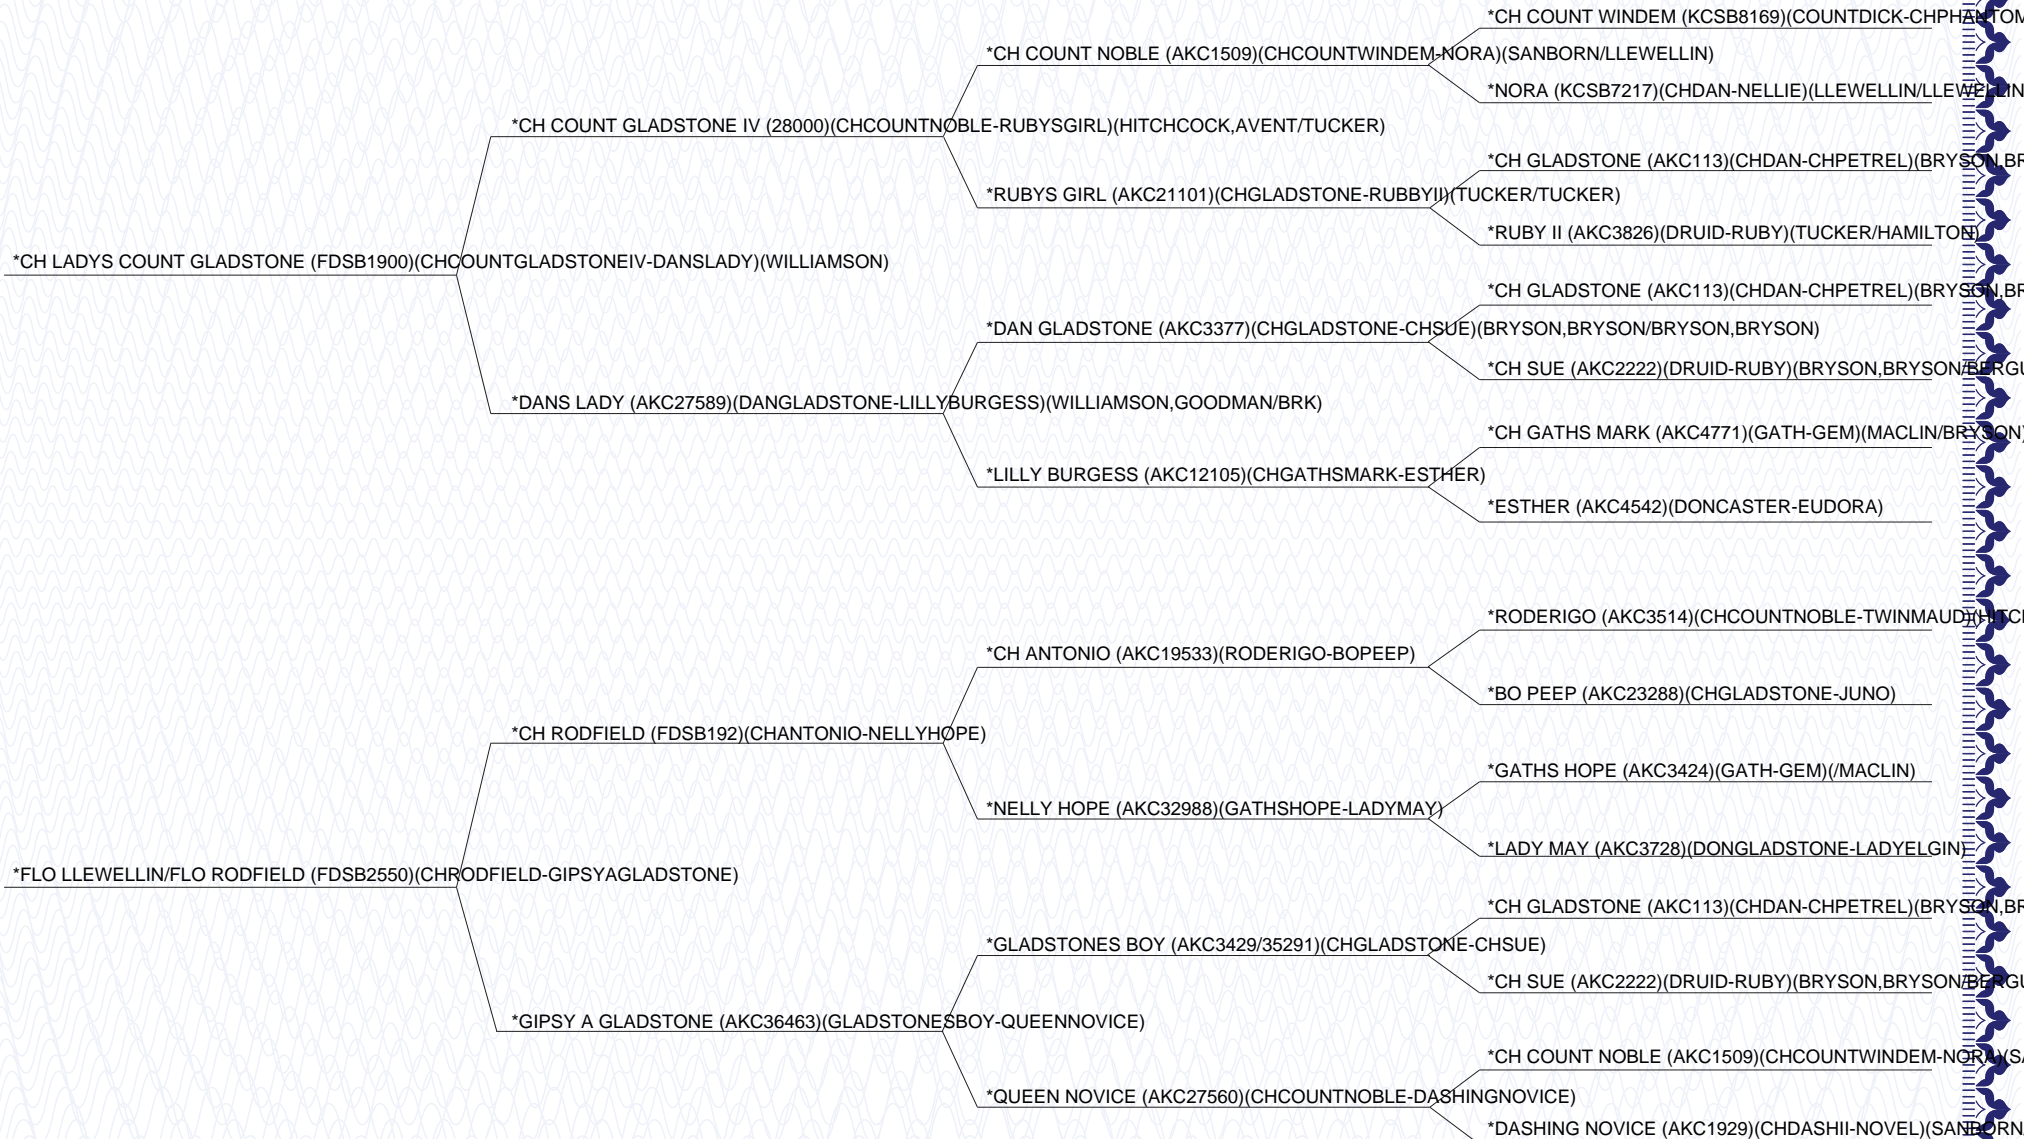 *CH COUNT WINDEM (KCSB8169)(COUNTDICK-CHPHANTOM
*CH COUNT NOBLE (AKC1509)(CHCOUNTWINDEM-NORA)(SANBORN/LLEWELLIN)
*NORA (KCSB7217)(CHDAN-NELLIE)(LLEWELLIN/LLEWELLIN
*CH COUNT GLADSTONE IV (28000)(CHCOUNTNOBLE-RUBYSGIRL)(HITCHCOCK,AVENT/TUCKER)
*CH GLADSTONE (AKC113)(CHDAN-CHPETREL)(BRYSON,BR
*RUBYS GIRL (AKC21101)(CHGLADSTONE-RUBBYII)(TUCKER/TUCKER)
*RUBY II (AKC3826)(DRUID-RUBY)(TUCKER/HAMILTON)
*CH LADYS COUNT GLADSTONE (FDSB1900)(CHCOUNTGLADSTONEIV-DANSLADY)(WILLIAMSON)
*CH GLADSTONE (AKC113)(CHDAN-CHPETREL)(BRYSON,BR
*DAN GLADSTONE (AKC3377)(CHGLADSTONE-CHSUE)(BRYSON,BRYSON/BRYSON,BRYSON)
*CH SUE (AKC2222)(DRUID-RUBY)(BRYSON,BRYSON/BERGU
*DANS LADY (AKC27589)(DANGLADSTONE-LILLYBURGESS)(WILLIAMSON,GOODMAN/BRK)
*CH GATHS MARK (AKC4771)(GATH-GEM)(MACLIN/BRYSON)
*LILLY BURGESS (AKC12105)(CHGATHSMARK-ESTHER)
*ESTHER (AKC4542)(DONCASTER-EUDORA)
*RODERIGO (AKC3514)(CHCOUNTNOBLE-TWINMAUD)(HITC
*CH ANTONIO (AKC19533)(RODERIGO-BOPEEP)
*BO PEEP (AKC23288)(CHGLADSTONE-JUNO)
*CH RODFIELD (FDSB192)(CHANTONIO-NELLYHOPE)
*GATHS HOPE (AKC3424)(GATH-GEM)(/MACLIN)
*NELLY HOPE (AKC32988)(GATHSHOPE-LADYMAY)
*LADY MAY (AKC3728)(DONGLADSTONE-LADYELGIN)
*FLO LLEWELLIN/FLO RODFIELD (FDSB2550)(CHRODFIELD-GIPSYAGLADSTONE)
*CH GLADSTONE (AKC113)(CHDAN-CHPETREL)(BRYSON,BR
*GLADSTONES BOY (AKC3429/35291)(CHGLADSTONE-CHSUE)
*CH SUE (AKC2222)(DRUID-RUBY)(BRYSON,BRYSON/BERGU
*GIPSY A GLADSTONE (AKC36463)(GLADSTONESBOY-QUEENNOVICE)
*CH COUNT NOBLE (AKC1509)(CHCOUNTWINDEM-NORA)(SA
*QUEEN NOVICE (AKC27560)(CHCOUNTNOBLE-DASHINGNOVICE)
*DASHING NOVICE (AKC1929)(CHDASHII-NOVEL)(SANBORN